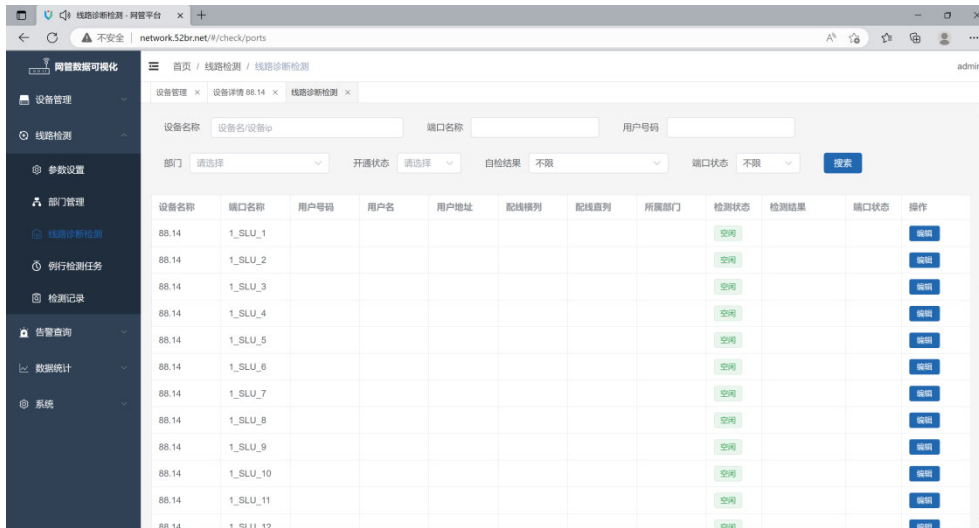 线路诊断检测 - 网管平台
不安全 network.52br.net/#/check/ports
网管数据可视化
首页 / 线路检测 / 线路诊断检测
admin
设备管理 × 设备详情 88.14 × 线路诊断检测 ×
设备管理
线路检测
参数设置
部门管理
线路诊断检测
例行检测任务
检测记录
告警查询
数据统计
系统
设备名称 设备名/设备ip 端口名称 用户号码
部门 请选择 开通状态 请选择 自检结果 不限 端口状态 不限 搜索
设备名称 端口名称 用户号码 用户名 用户地址 配线横列 配线直列 所属部门 检测状态 检测结果 端口状态 操作
88.14 1_SLU_1 空闲 编辑
88.14 1_SLU_2 空闲 编辑
88.14 1_SLU_3 空闲 编辑
88.14 1_SLU_4 空闲 编辑
88.14 1_SLU_5 空闲 编辑
88.14 1_SLU_6 空闲 编辑
88.14 1_SLU_7 空闲 编辑
88.14 1_SLU_8 空闲 编辑
88.14 1_SLU_9 空闲 编辑
88.14 1_SLU_10 空闲 编辑
88.14 1_SLU_11 空闲 编辑
88.14 1_SLU_12 空闲 编辑